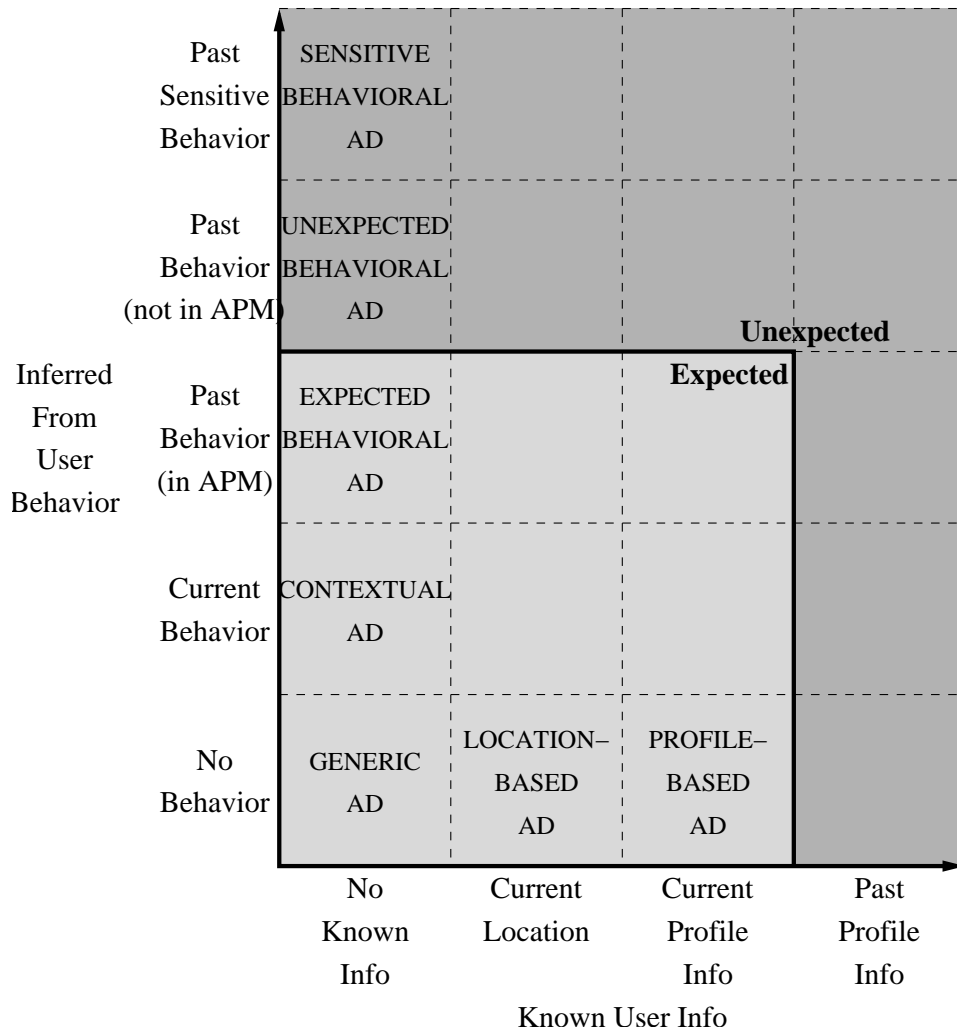 Past
Sensitive
Behavior
SENSITIVE
BEHAVIORAL
AD
Past
Behavior
(not in APM)
UNEXPECTED
BEHAVIORAL
AD
Unexpected
Expected
Inferred
From
User
Behavior
Past
Behavior
(in APM)
EXPECTED
BEHAVIORAL
AD
Current
Behavior
CONTEXTUAL
AD
No
Behavior
GENERIC
AD
LOCATION–
BASED
AD
PROFILE–
BASED
AD
No
Known
Info
Current
Location
Current
Profile
Info
Past
Profile
Info
Known User Info